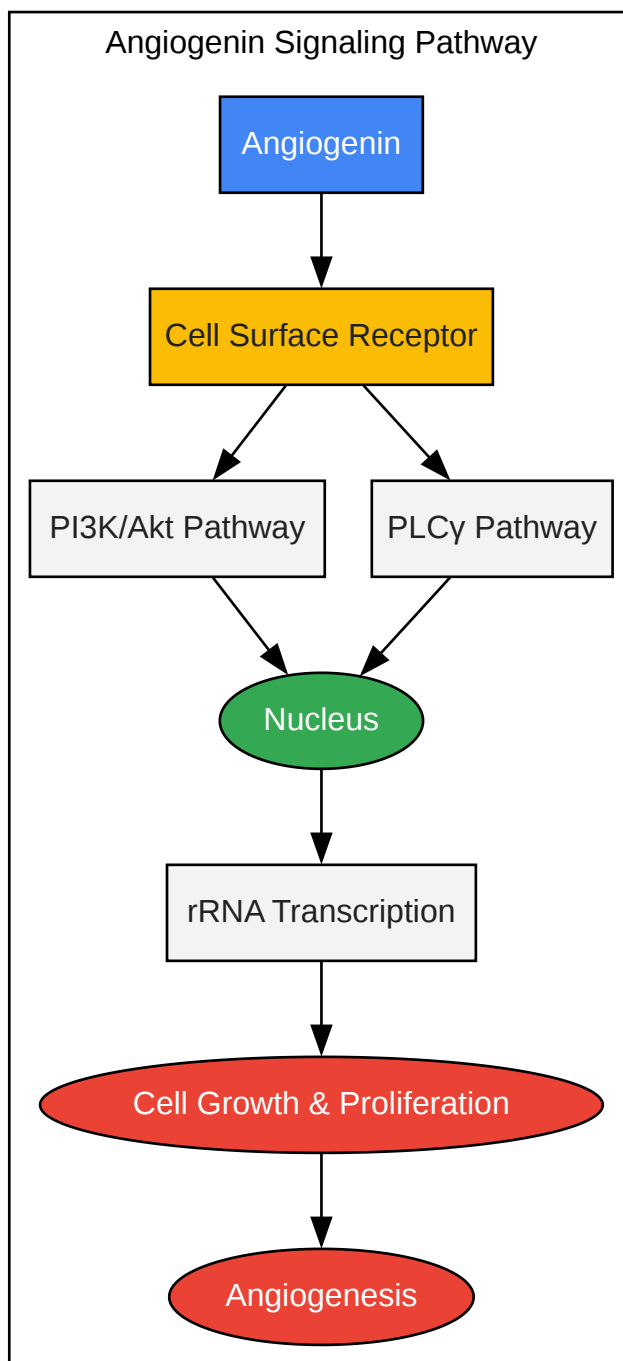 Angiogenin Signaling Pathway
Angiogenin
Cell Surface Receptor
PI3K/Akt Pathway
PLCγ Pathway
Nucleus
rRNA Transcription
Cell Growth & Proliferation
Angiogenesis